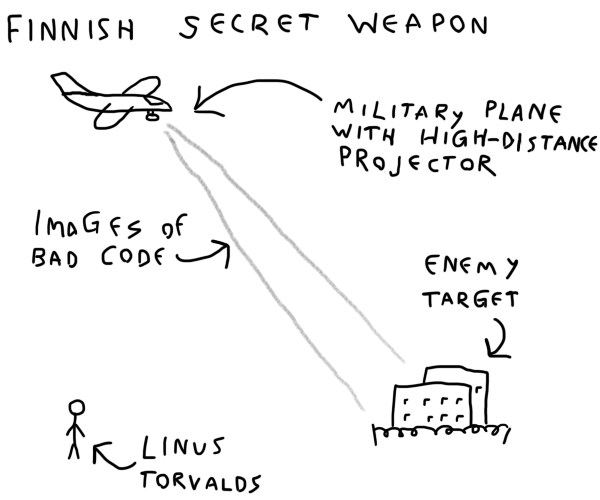 FINNISH SECRET WEAPON
MILITARY PLANE
WITH HIGH-DISTANCE
PROJECTOR
IMAGES OF
BAD CODE
ENEMY
TARGET
LINUS
TORVALDS